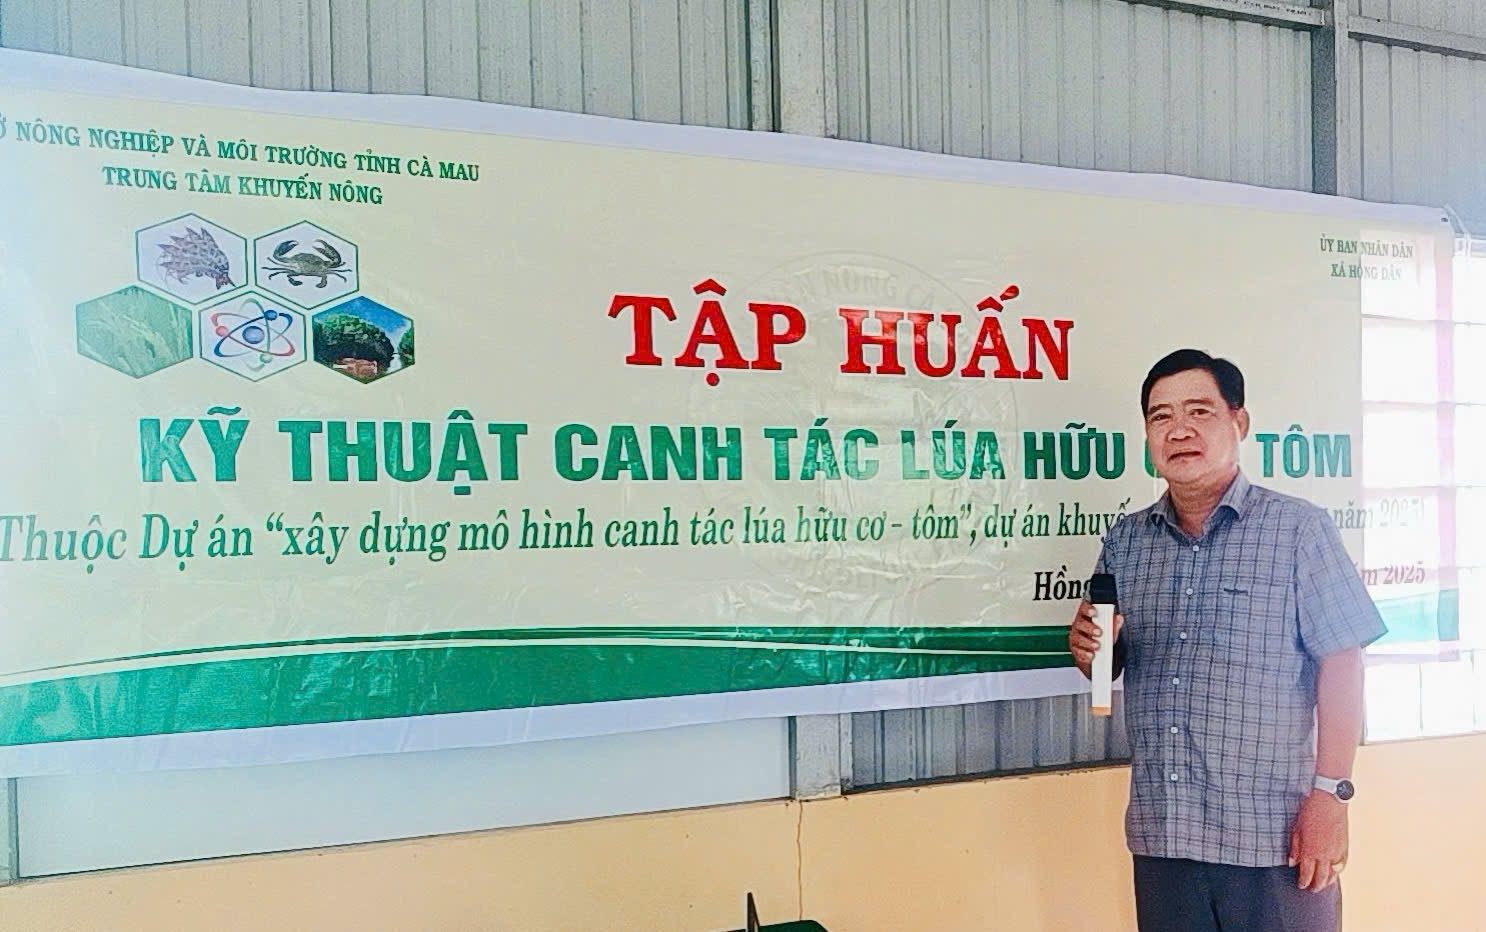 Ở NÔNG NGHIỆP VÀ MÔI TRƯỜNG TỈNH CÀ MAU
TRUNG TÂM KHUYẾN NÔNG
ỦY BAN NHÂN DÂN
XÃ HỒNG DÂN
TẬP HUẤN
KỸ THUẬT CANH TÁC LÚA HỮU TÔM
Thuộc Dự án “xây dựng mô hình canh tác lúa hữu cơ - tôm”, dự án khuyế năm 2025)
Hồng năm 2025